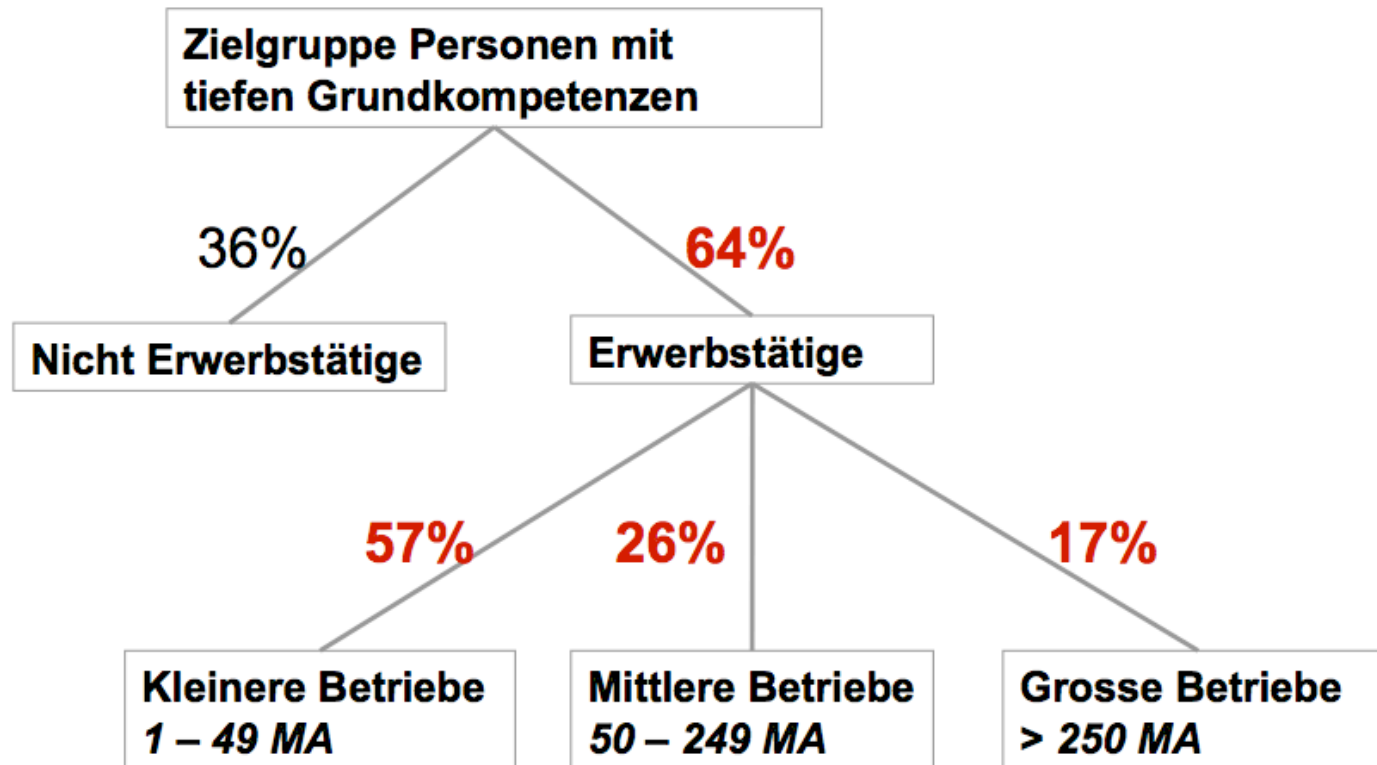 Zielgruppe Personen mit
tiefen Grundkompetenzen
36%
64%
Nicht Erwerbstätige
Erwerbstätige
57%
26%
17%
Kleinere Betriebe
1 – 49 MA
Mittlere Betriebe
50 – 249 MA
Grosse Betriebe
> 250 MA